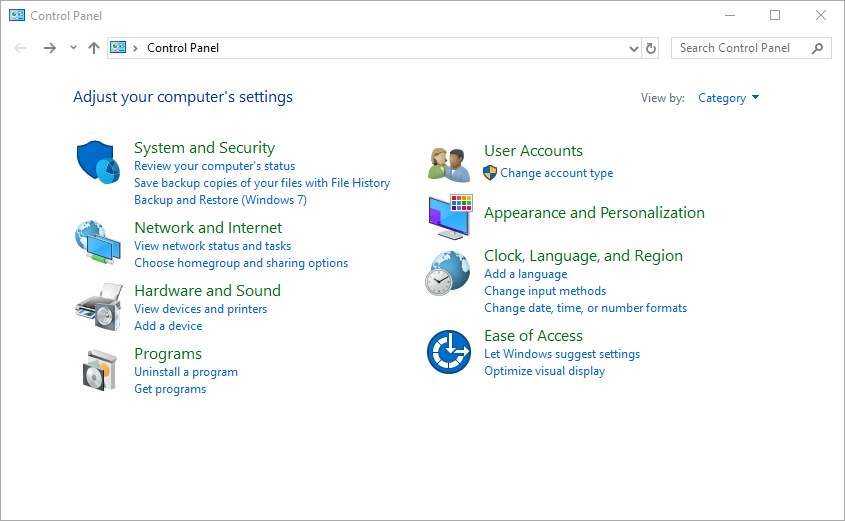 Control Panel
Control Panel
Search Control Panel
Adjust your computer's settings
View by:
Category
System and Security
Review your computer's status
Save backup copies of your files with File History
Backup and Restore (Windows 7)
Network and Internet
View network status and tasks
Choose homegroup and sharing options
Hardware and Sound
View devices and printers
Add a device
Programs
Uninstall a program
Get programs
User Accounts
Change account type
Appearance and Personalization
Clock, Language, and Region
Add a language
Change input methods
Change date, time, or number formats
Ease of Access
Let Windows suggest settings
Optimize visual display